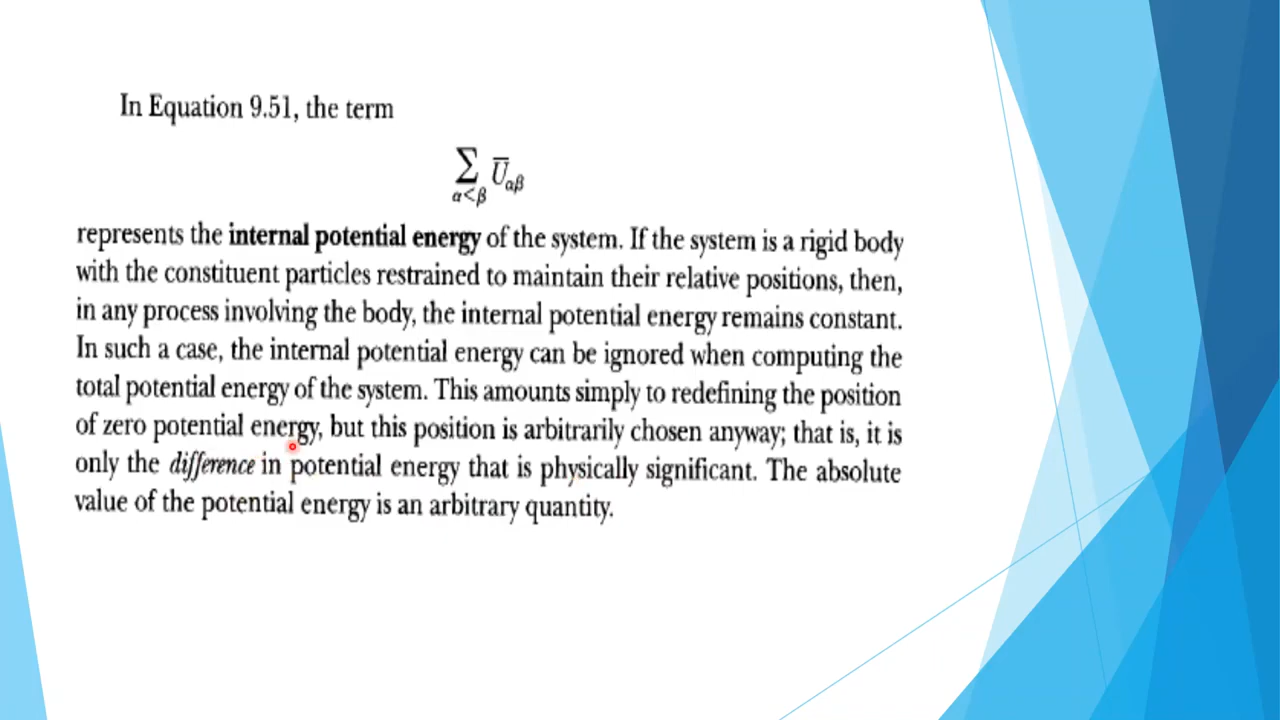 In Equation 9.51, the term
∑ Ū_αβ
α<β
represents the internal potential energy of the system. If the system is a rigid body
with the constituent particles restrained to maintain their relative positions, then,
in any process involving the body, the internal potential energy remains constant.
In such a case, the internal potential energy can be ignored when computing the
total potential energy of the system. This amounts simply to redefining the position
of zero potential energy, but this position is arbitrarily chosen anyway; that is, it is
only the difference in potential energy that is physically significant. The absolute
value of the potential energy is an arbitrary quantity.